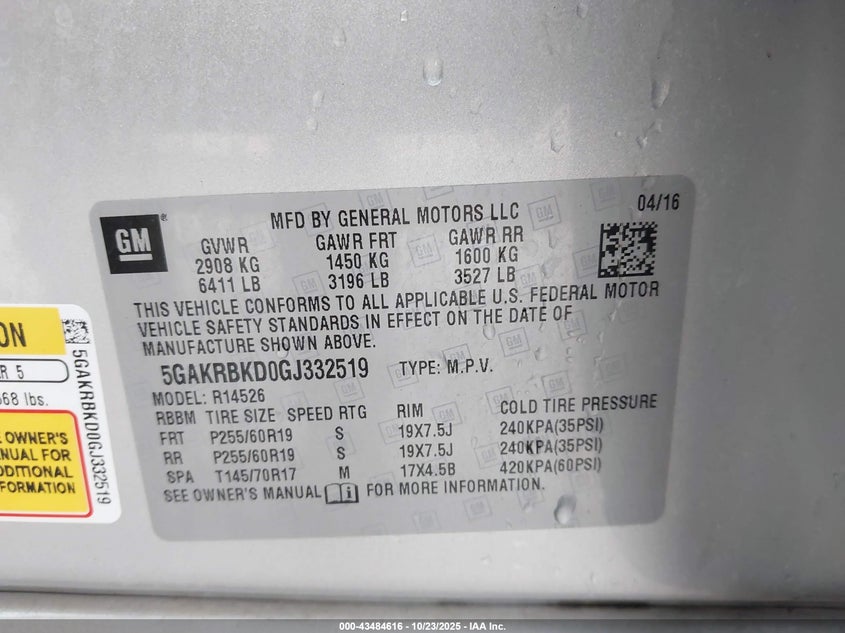 GM
®
MFD BY GENERAL MOTORS LLC
04/16
GVWR GAWR FRT GAWR RR
2908 KG 1450 KG 1600 KG
6411 LB 3196 LB 3527 LB
THIS VEHICLE CONFORMS TO ALL APPLICABLE U.S. FEDERAL MOTOR
VEHICLE SAFETY STANDARDS IN EFFECT ON THE DATE OF
MANUFACTURE SHOWN ABOVE.
5GAKRBKD0GJ332519 TYPE: M.P.V.
MODEL: R14526
RBBM TIRE SIZE SPEED RTG RIM COLD TIRE PRESSURE
FRT P255/60R19 S 19X7.5J 240KPA(35PSI)
RR P255/60R19 S 19X7.5J 240KPA(35PSI)
SPA T145/70R17 M 17X4.5B 420KPA(60PSI)
SEE OWNER'S MANUAL FOR MORE INFORMATION.
ON
R 5
668 lbs.
E OWNER'S
ANUAL FOR
DDITIONAL
FORMATION
5GAKRBKD0GJ332519
000-43484616 - 10/23/2025 - IAA Inc.